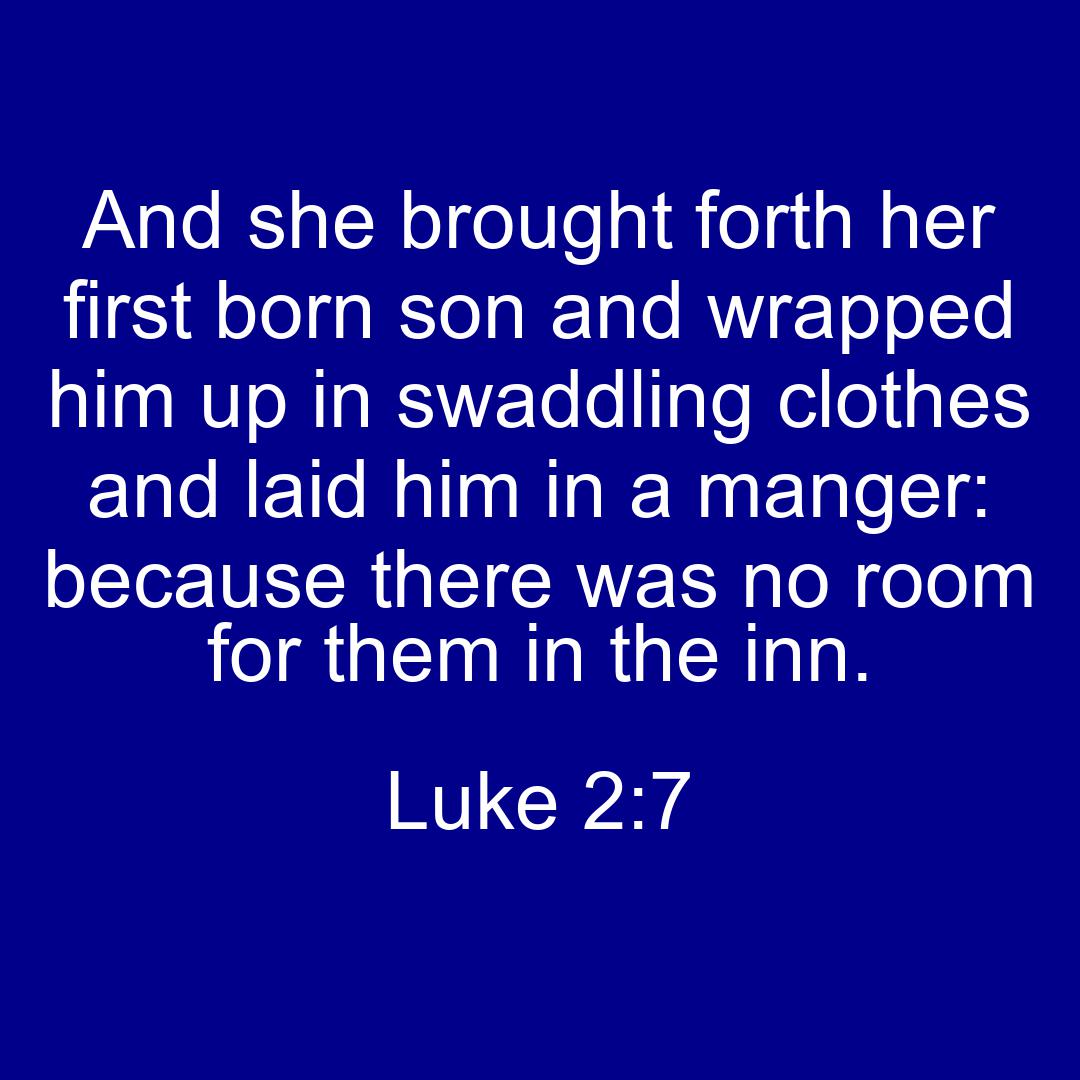 And she brought forth her
first born son and wrapped
him up in swaddling clothes
and laid him in a manger:
because there was no room
for them in the inn.
Luke 2:7